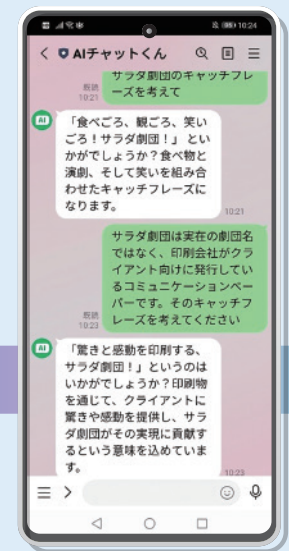 10:24
AIチャットくん
サラダ劇団のキャッチフレ
ーズを考えて
既読
10:21
AI
「食べごろ、観ごろ、笑い
ごろ！サラダ劇団！」とい
かがでしょうか？食べ物と
演劇、そして笑いを組み合
わせたキャッチフレーズに
なります。
10:21
サラダ劇団は実在の劇団名
ではなく、印刷会社がクラ
イアント向けに発行してい
るコミュニケーションペー
パーです。そのキャッチフ
レーズを考えてください
既読
10:23
AI
「驚きと感動を印刷する、
サラダ劇団！」というのは
いかがでしょうか？印刷物
を通じて、クライアントに
驚きや感動を提供し、サラ
ダ劇団がその実現に貢献す
るという意味を込めていま
す。
10:23